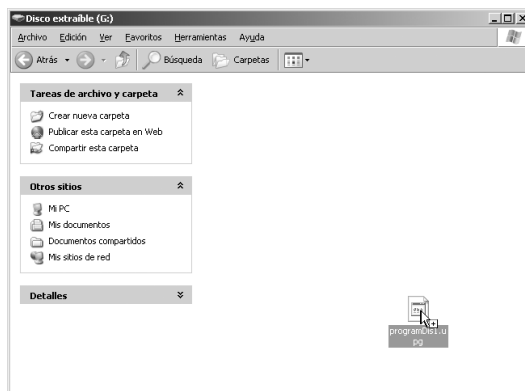 Disco extraíble (G:)
Archivo Edición Ver Favoritos Herramientas Ayuda
Atrás Búsqueda Carpetas
Tareas de archivo y carpeta
Crear nueva carpeta
Publicar esta carpeta en Web
Compartir esta carpeta
Otros sitios
Mi PC
Mis documentos
Documentos compartidos
Mis sitios de red
Detalles
programDis1.u
pg